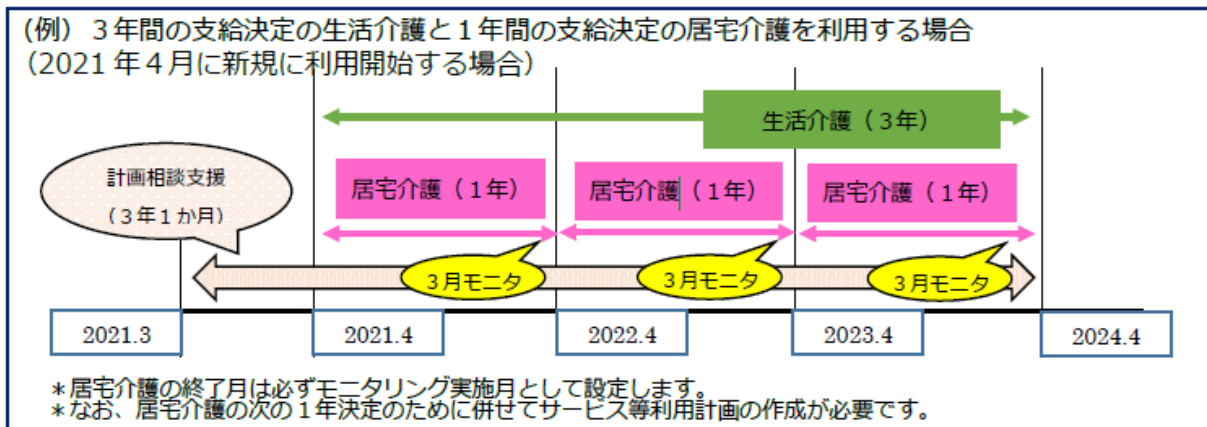 （例）３年間の支給決定の生活介護と１年間の支給決定の居宅介護を利用する場合
（2021 年４月に新規に利用開始する場合）
生活介護（３年）
計画相談支援
（３年１か月）
居宅介護（１年）
居宅介護（１年）
居宅介護（１年）
３月モニタ
３月モニタ
３月モニタ
2021.3
2021.4
2022.4
2023.4
2024.4
＊居宅介護の終了月は必ずモニタリング実施月として設定します。
＊なお、居宅介護の次の１年決定のために併せてサービス等利用計画の作成が必要です。